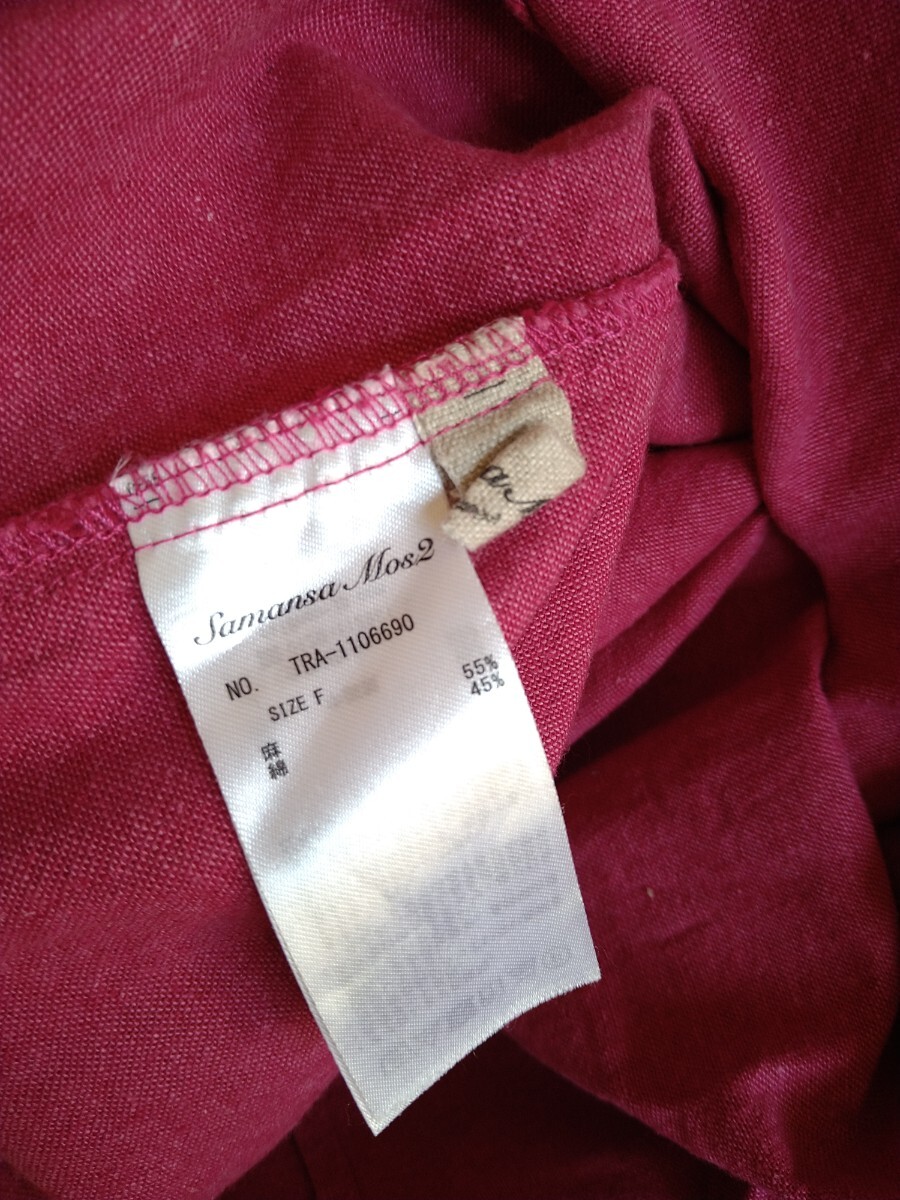 Samansa Mos2
NO. TRA-1106690
SIZE F
麻 55%
綿 45%